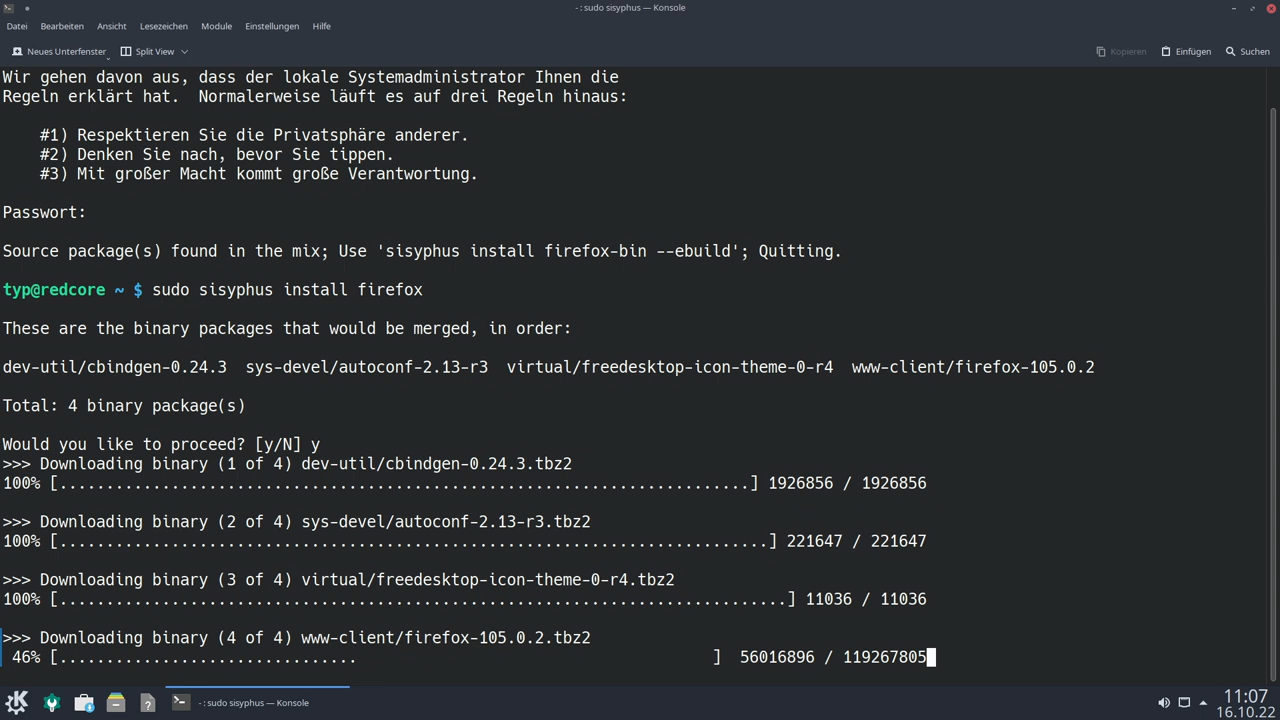 - : sudo sisyphus — Konsole
Datei Bearbeiten Ansicht Lesezeichen Module Einstellungen Hilfe
Neues Unterfenster Split View Kopieren Einfügen Suchen
Wir gehen davon aus, dass der lokale Systemadministrator Ihnen die
Regeln erklärt hat.  Normalerweise läuft es auf drei Regeln hinaus:
#1) Respektieren Sie die Privatsphäre anderer.
#2) Denken Sie nach, bevor Sie tippen.
#3) Mit großer Macht kommt große Verantwortung.
Passwort:
Source package(s) found in the mix; Use 'sisyphus install firefox-bin --ebuild'; Quitting.
typ@redcore ~ $ sudo sisyphus install firefox
These are the binary packages that would be merged, in order:
dev-util/cbindgen-0.24.3  sys-devel/autoconf-2.13-r3  virtual/freedesktop-icon-theme-0-r4  www-client/firefox-105.0.2
Total: 4 binary package(s)
Would you like to proceed? [y/N] y
>>> Downloading binary (1 of 4) dev-util/cbindgen-0.24.3.tbz2
100% [..........................................................................] 1926856 / 1926856
>>> Downloading binary (2 of 4) sys-devel/autoconf-2.13-r3.tbz2
100% [............................................................................] 221647 / 221647
>>> Downloading binary (3 of 4) virtual/freedesktop-icon-theme-0-r4.tbz2
100% [..............................................................................] 11036 / 11036
>>> Downloading binary (4 of 4) www-client/firefox-105.0.2.tbz2
46% [................................                                      ]  56016896 / 119267805
- : sudo sisyphus — Konsole
11:07
16.10.22